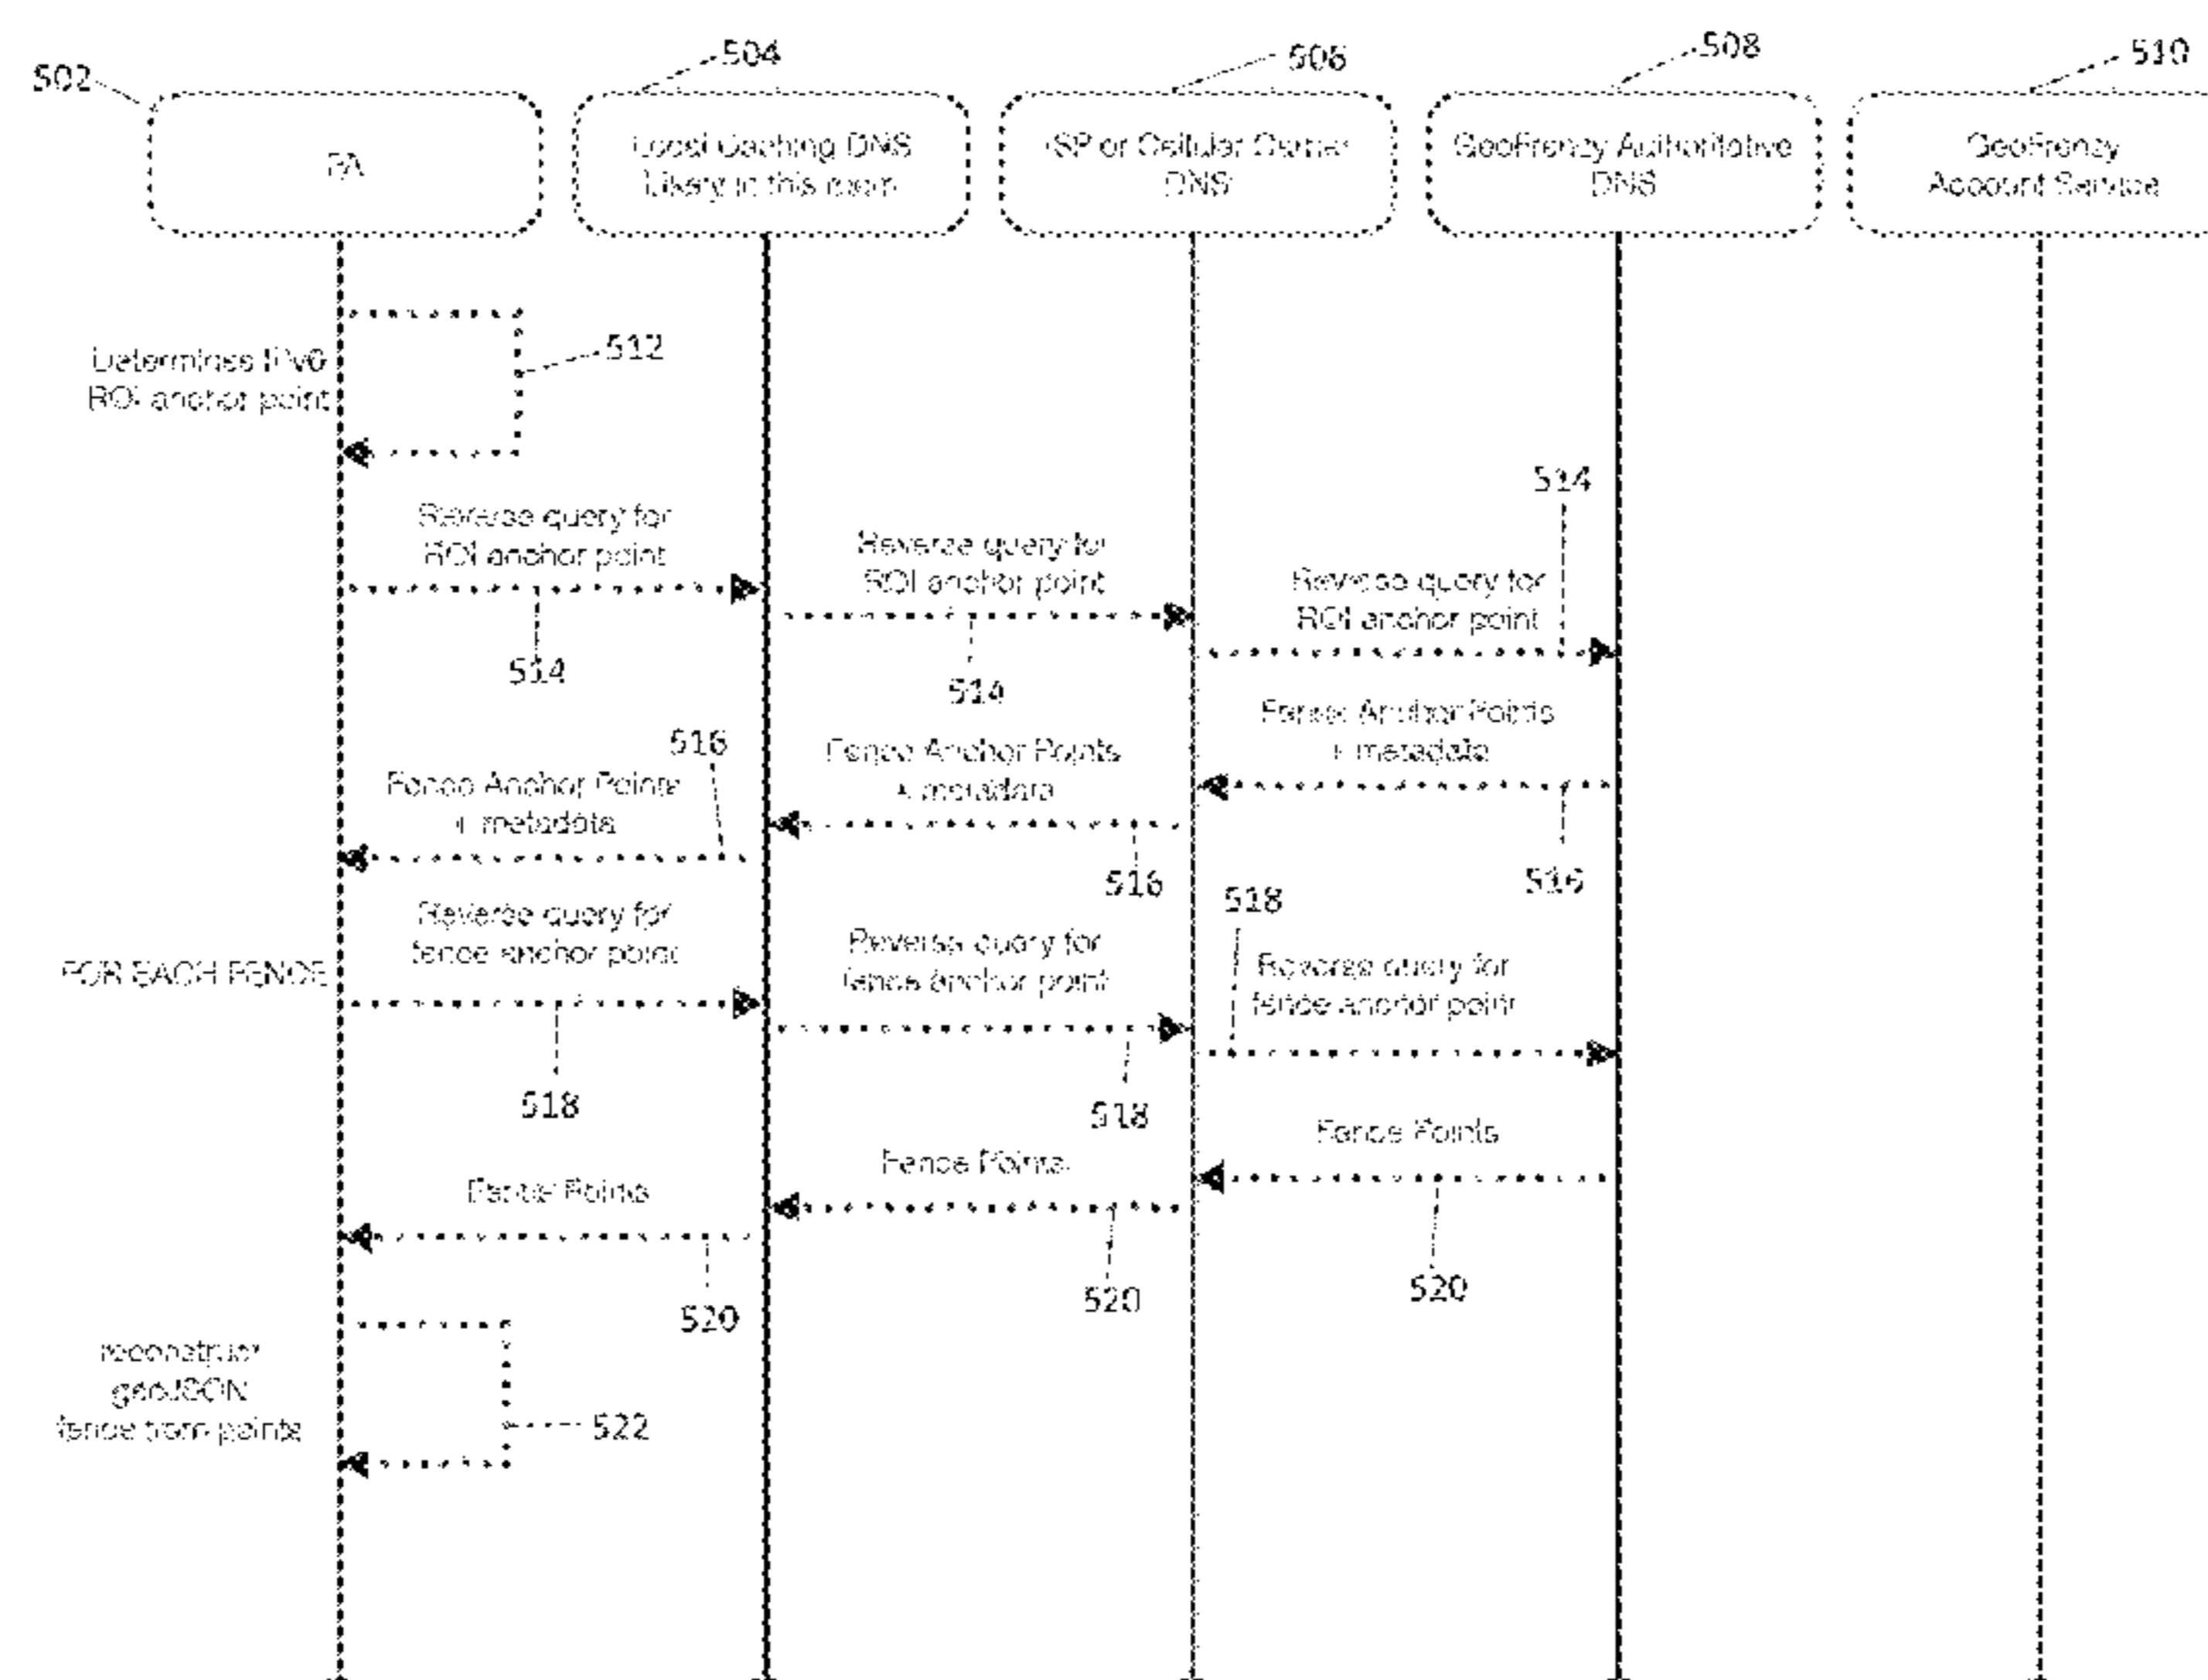 502
504
506
508
510
FA
Local Caching DNS
Likely in this room
ISP or Cellular Carrier
DNS
GeoFrenzy Authoritative
DNS
GeoFrenzy
Account Service
Determines IPv6
ROI anchor point
512
Reverse query for
ROI anchor point
514
Reverse query for
ROI anchor point
514
Reverse query for
ROI anchor point
514
Fence Anchor Points
+ metadata
516
Fence Anchor Points
+ metadata
516
Fence Anchor Points
+ metadata
516
FOR EACH FENCE
Reverse query for
fence anchor point
518
Reverse query for
fence anchor point
518
Reverse query for
fence anchor point
518
Fence Points
520
Fence Points
520
Fence Points
520
reconstruct
geoJSON
fence from points
522